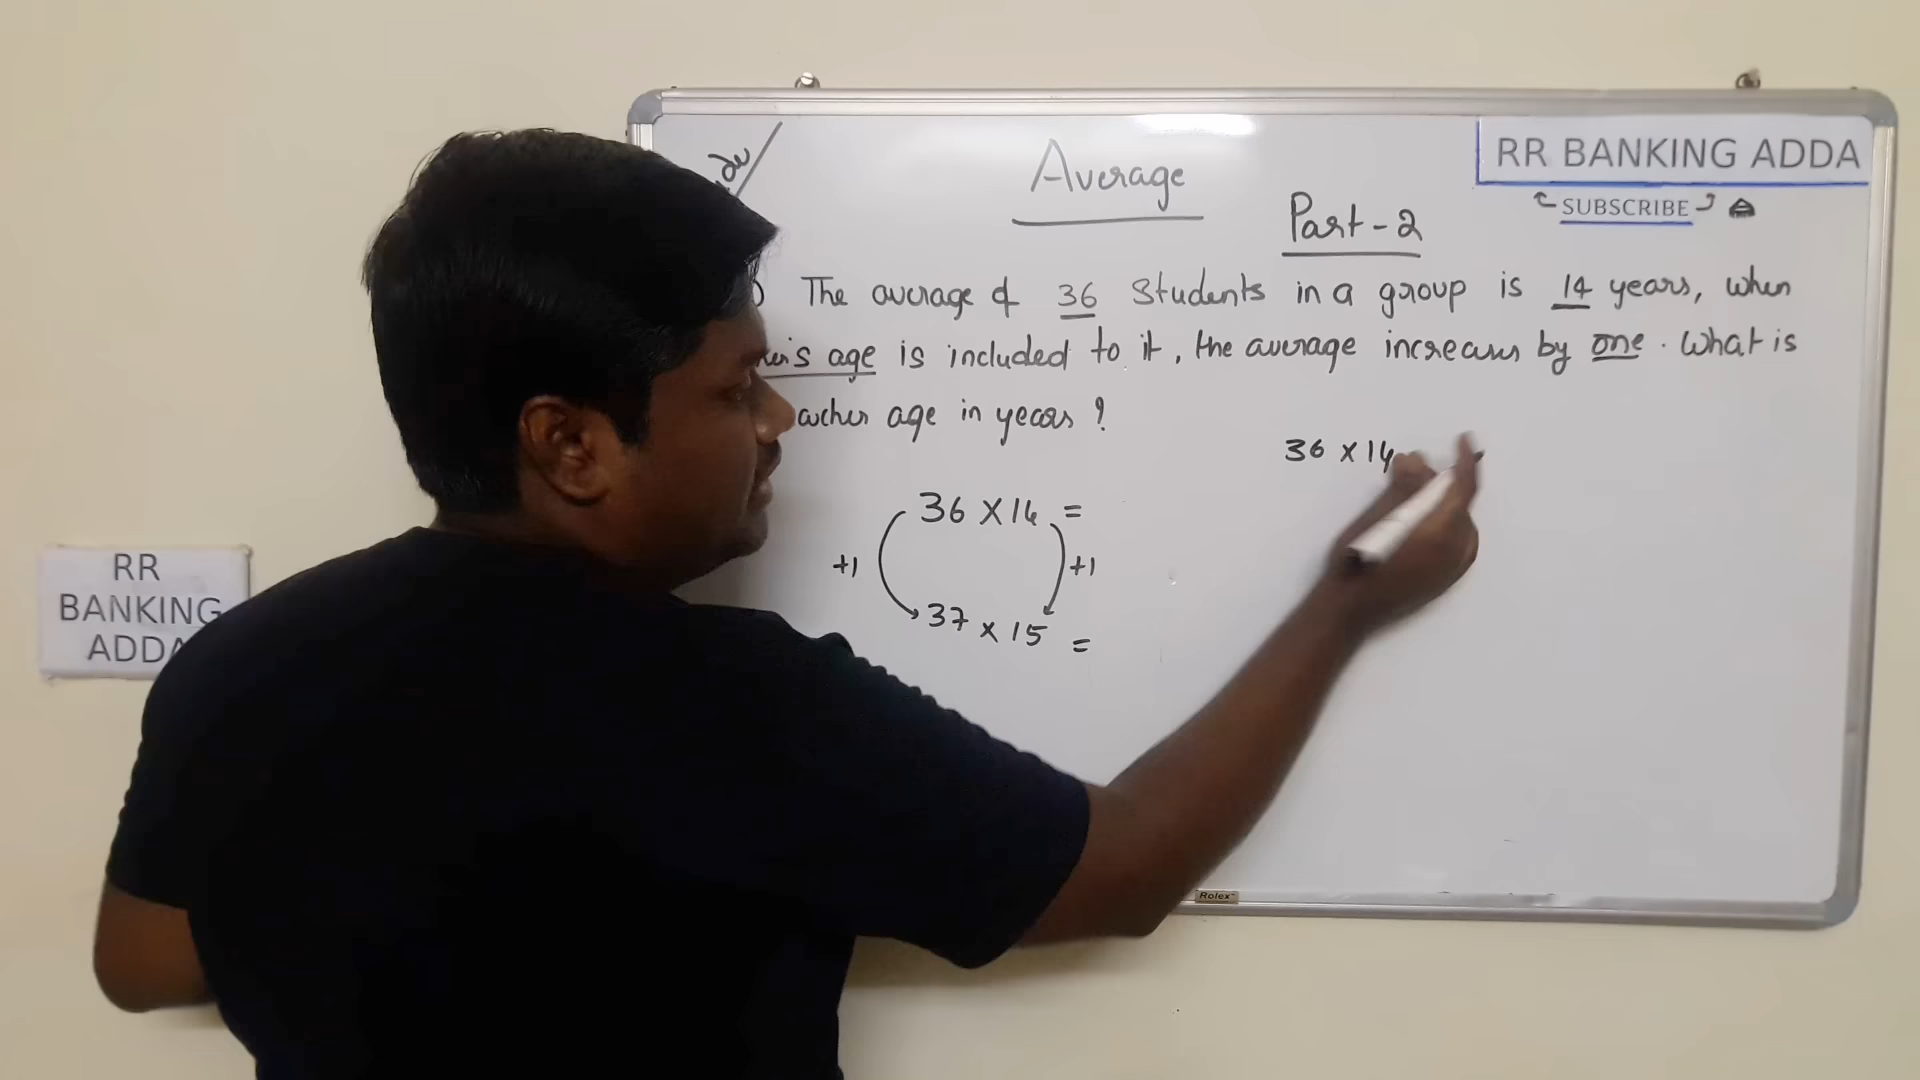 Average
RR BANKING ADDA
SUBSCRIBE
Part-2
The average of 36 Students in a group is 14 years, when
age is included to it, the average increases by one. What is
age in years?
36 x 14
36 X 14 =
+1 +1
37 x 15 =
RR
BANKING
ADDA
Rolex